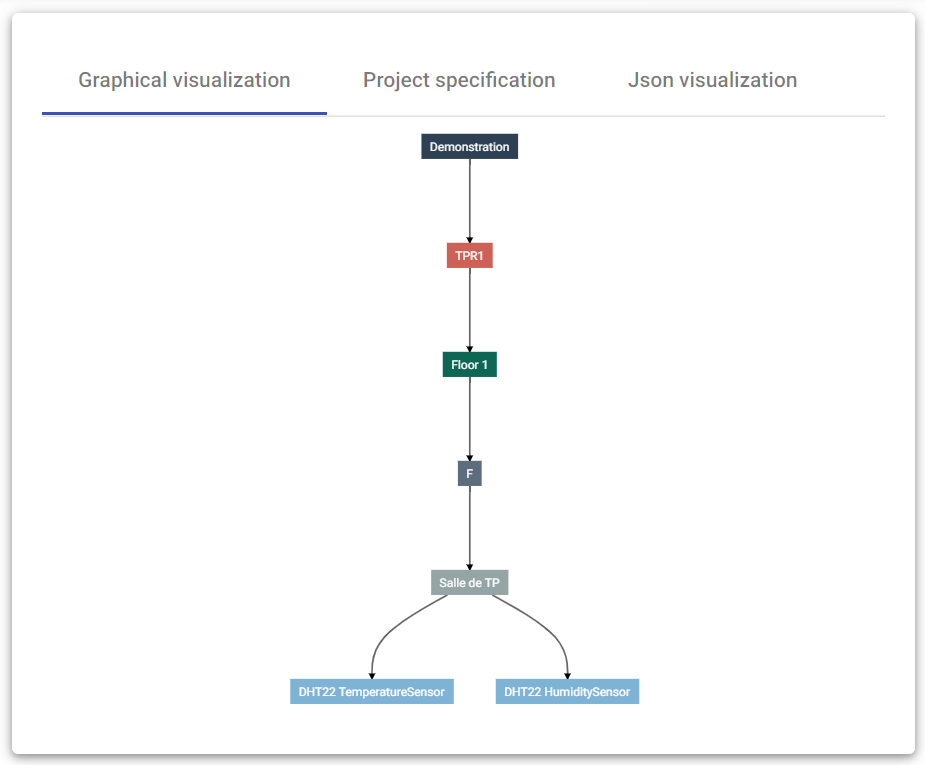 Graphical visualization Project specification Json visualization
Demonstration
TPR1
Floor 1
F
Salle de TP
DHT22 TemperatureSensor DHT22 HumiditySensor